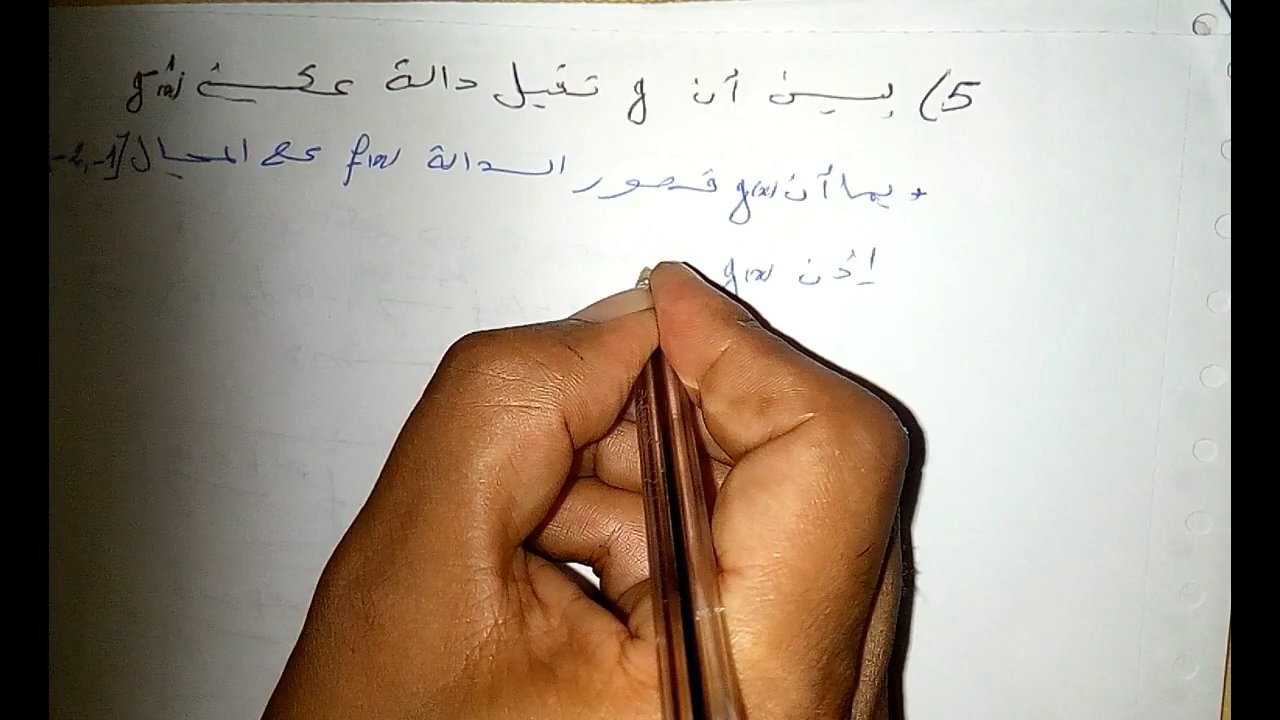 5) بين أن g تقبل دالة عكسية g⁻¹(x)
* بما أن g(x) قصور الدالة f(x) على المجال [-2,-1]
إذن g(x)